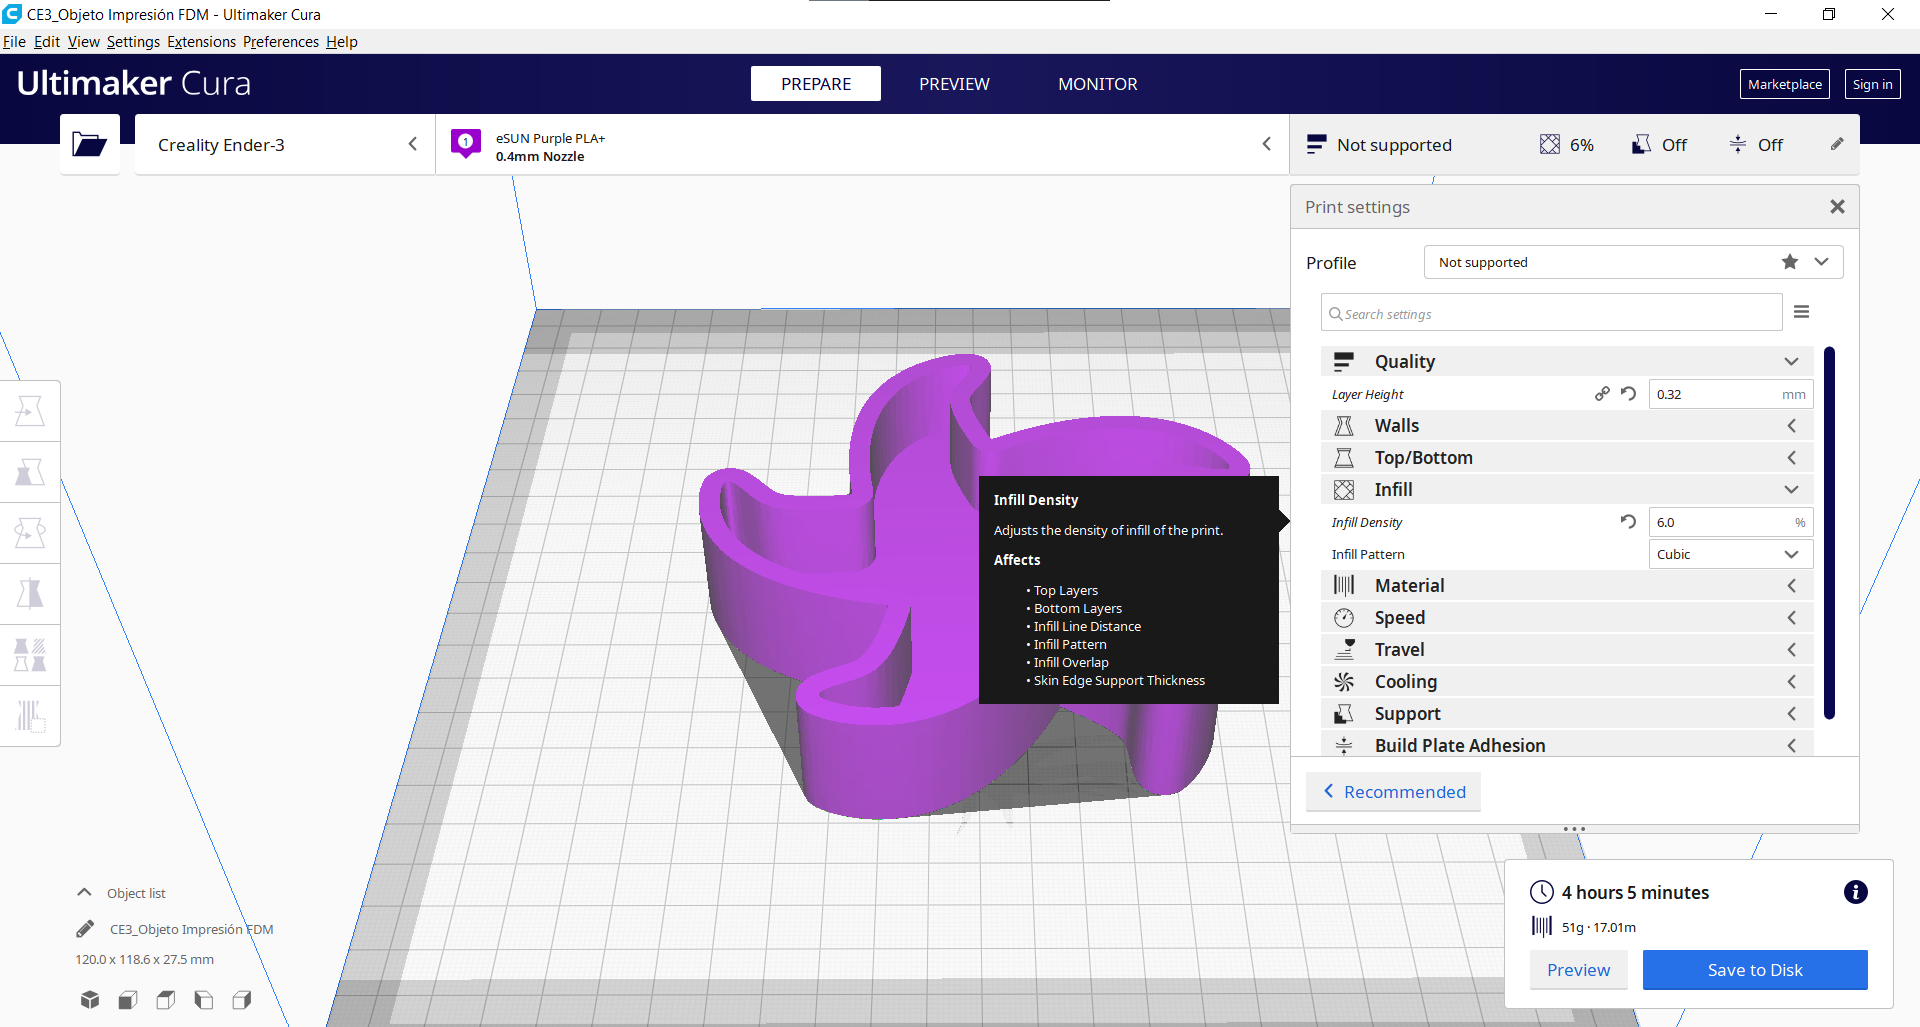 CE3_Objeto Impresión FDM - Ultimaker Cura
File Edit View Settings Extensions Preferences Help
Ultimaker Cura
PREPARE
PREVIEW
MONITOR
Marketplace
Sign in
Creality Ender-3
1
eSUN Purple PLA+
0.4mm Nozzle
Not supported
6%
Off
Off
Print settings
Profile
Not supported
Search settings
Quality
Layer Height
0.32
mm
Walls
Top/Bottom
Infill
Infill Density
6.0
%
Infill Pattern
Cubic
Material
Speed
Travel
Cooling
Support
Build Plate Adhesion
Recommended
Infill Density
Adjusts the density of infill of the print.
Affects
• Top Layers
• Bottom Layers
• Infill Line Distance
• Infill Pattern
• Infill Overlap
• Skin Edge Support Thickness
Object list
CE3_Objeto Impresión FDM
120.0 x 118.6 x 27.5 mm
4 hours 5 minutes
51g · 17.01m
Preview
Save to Disk